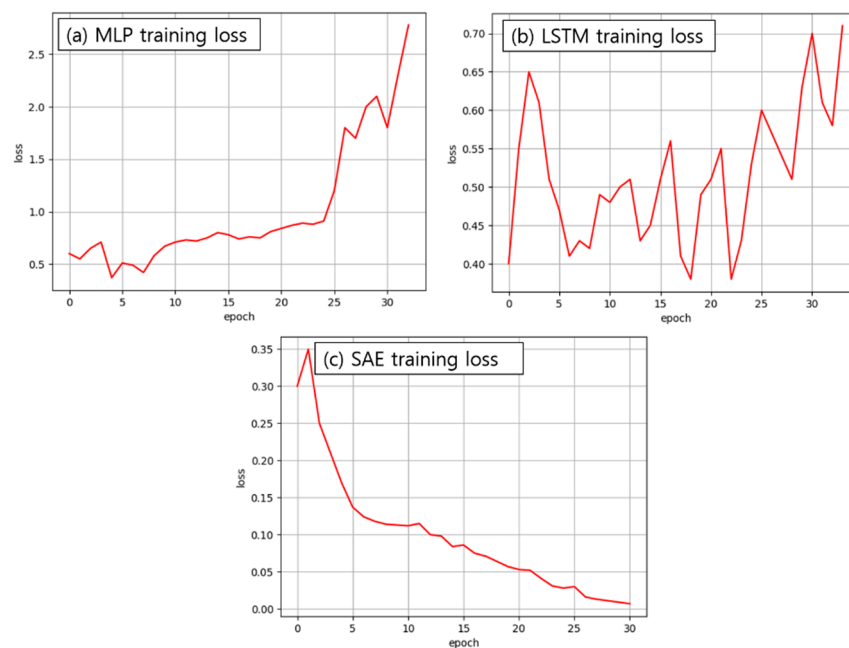 (a) MLP training loss
2.5
2.0
1.5
1.0
0.5
loss
0 5 10 15 20 25 30
epoch
(b) LSTM training loss
0.70
0.65
0.60
0.55
0.50
0.45
0.40
loss
0 5 10 15 20 25 30
epoch
(c) SAE training loss
0.35
0.30
0.25
0.20
0.15
0.10
0.05
0.00
loss
0 5 10 15 20 25 30
epoch